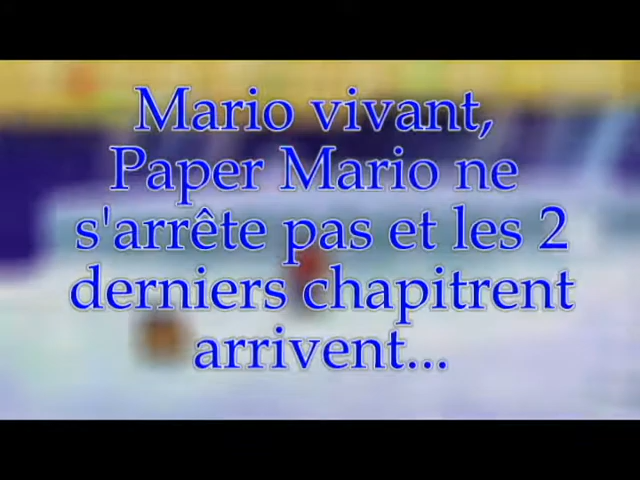 Mario vivant,
Paper Mario ne
s'arrête pas et les 2
derniers chapitrent
arrivent...